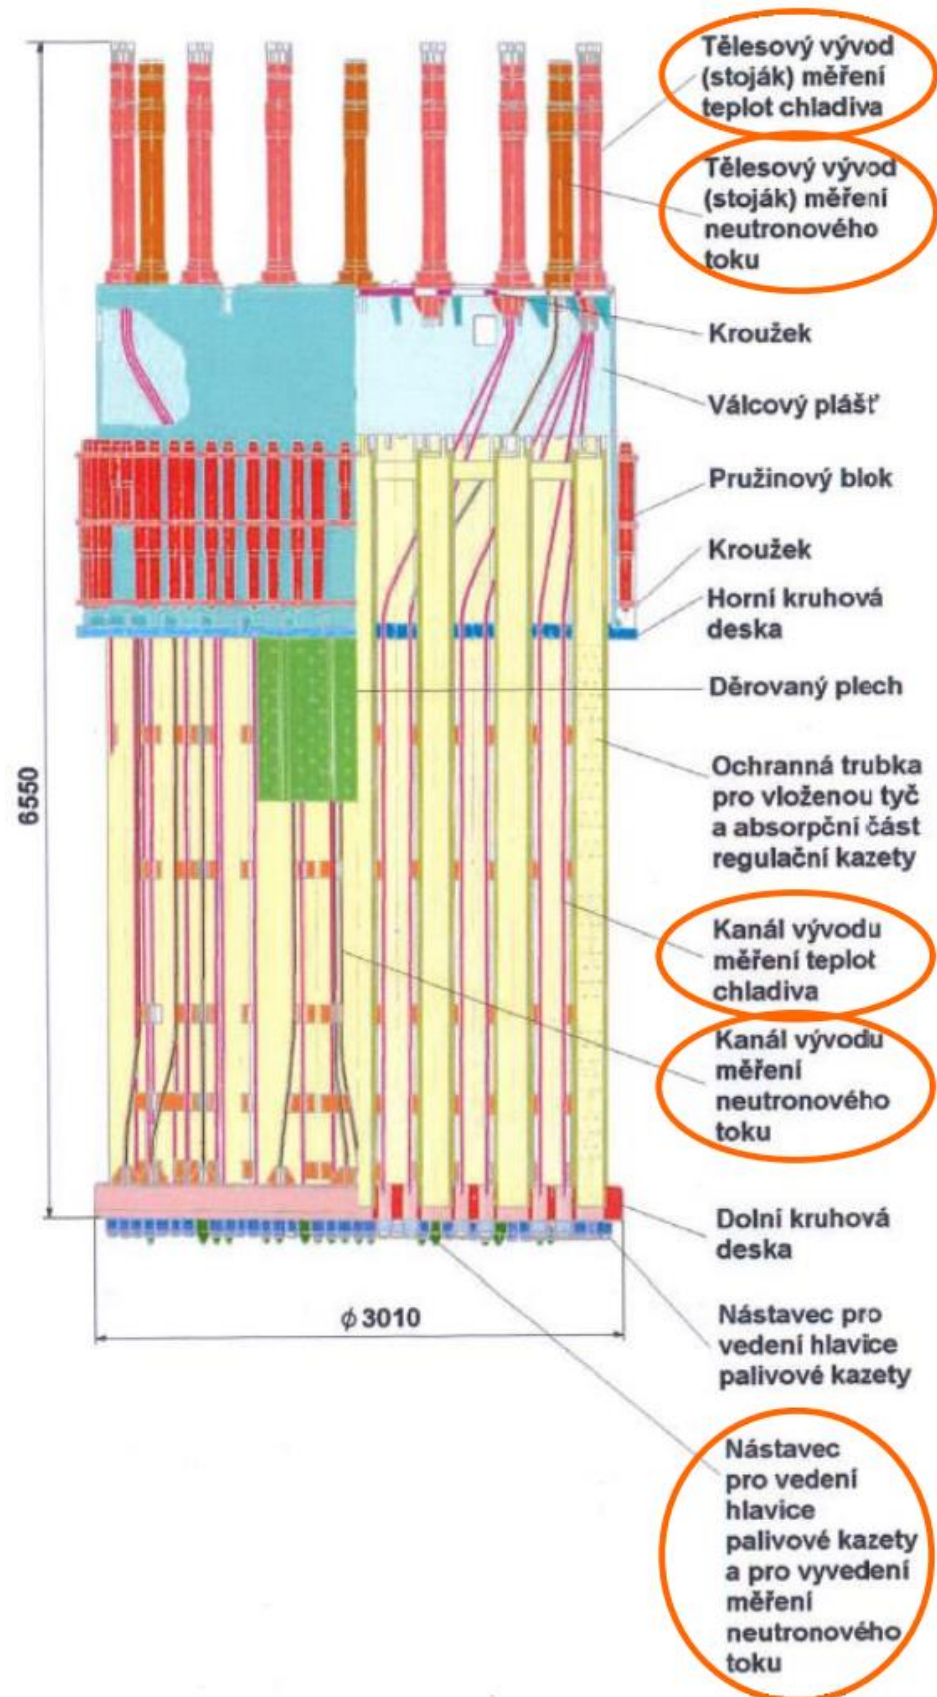 Tělesový vývod
(stoják) měření
teplot chladiva
Tělesový vývod
(stoják) měření
neutronového
toku
Kroužek
Válcový plášť
Pružinový blok
Kroužek
Horní kruhová
deska
Děrovaný plech
Ochranná trubka
pro vloženou tyč
a absorpční část
regulační kazety
Kanál vývodu
měření teplot
chladiva
Kanál vývodu
měření
neutronového
toku
Dolní kruhová
deska
Nástavec pro
vedení hlavice
palivové kazety
Nástavec
pro vedení
hlavice
palivové kazety
a pro vyvedení
měření
neutronového
toku
6550
ϕ 3010